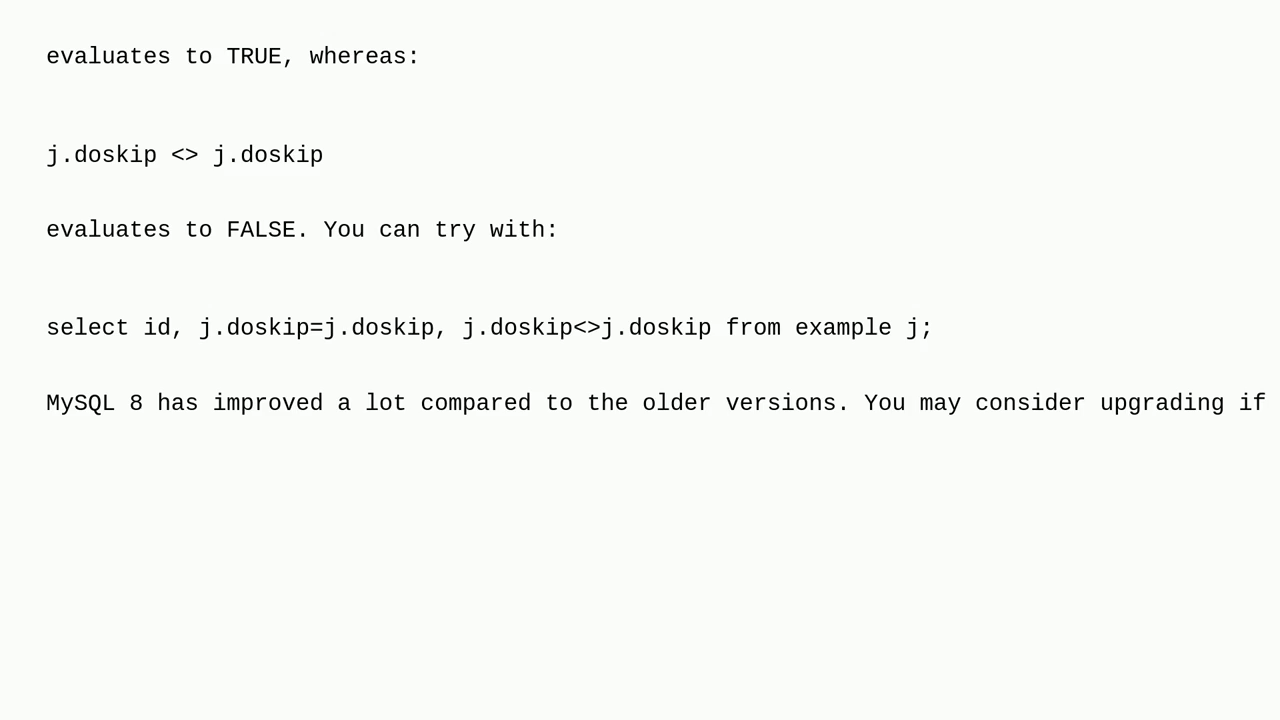 evaluates to TRUE, whereas:
j.doskip <> j.doskip
evaluates to FALSE. You can try with:
select id, j.doskip=j.doskip, j.doskip<>j.doskip from example j;
MySQL 8 has improved a lot compared to the older versions. You may consider upgrading if